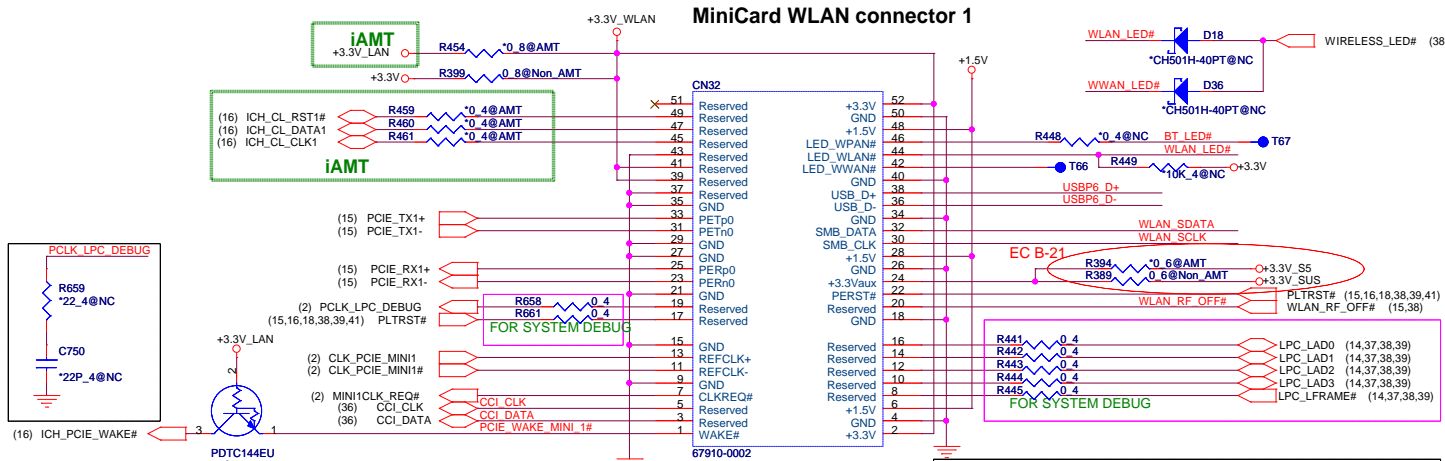 MiniCard WLAN connector 1
iAMT
+3.3V_LAN
R454 *0_8@AMT
+3.3V_WLAN
+3.3V
R399 0_8@Non_AMT
WLAN_LED#
D18
*CH501H-40PT@NC
WIRELESS_LED# (38
WWAN_LED#
D36
*CH501H-40PT@NC
+1.5V
(16) ICH_CL_RST1#
R459 *0_4@AMT
(16) ICH_CL_DATA1
R460 *0_4@AMT
(16) ICH_CL_CLK1
R461 *0_4@AMT
iAMT
CN32
51 Reserved +3.3V 52
49 Reserved GND 50
47 Reserved +1.5V 48
45 Reserved LED_WPAN# 46
43 Reserved LED_WLAN# 44
41 Reserved LED_WWAN# 42
39 Reserved GND 40
37 Reserved USB_D+ 38
35 GND USB_D- 36
33 PETp0 GND 34
31 PETn0 SMB_DATA 32
29 GND SMB_CLK 30
27 GND +1.5V 28
25 PERp0 GND 26
23 PERn0 +3.3Vaux 24
21 GND PERST# 22
19 Reserved Reserved 20
17 Reserved GND 18
15 GND Reserved 16
13 REFCLK+ Reserved 14
11 REFCLK- Reserved 12
9 GND Reserved 10
7 CLKREQ# Reserved 8
5 Reserved +1.5V 6
3 Reserved GND 4
1 WAKE# +3.3V 2
67910-0002
R448 *0_4@NC
BT_LED#
T67
WLAN_LED#
T66
R449
*10K_4@NC
+3.3V
USBP6_D+
USBP6_D-
WLAN_SDATA
WLAN_SCLK
EC B-21
R394 *0_6@AMT
+3.3V_S5
R389 0_6@Non_AMT
+3.3V_SUS
PLTRST# (15,16,18,38,39,41)
WLAN_RF_OFF#
WLAN_RF_OFF# (15,38)
R441 0_4
LPC_LAD0 (14,37,38,39)
R442 0_4
LPC_LAD1 (14,37,38,39)
R443 0_4
LPC_LAD2 (14,37,38,39)
R444 0_4
LPC_LAD3 (14,37,38,39)
R445 0_4
LPC_LFRAME# (14,37,38,39)
FOR SYSTEM DEBUG
(15) PCIE_TX1+
(15) PCIE_TX1-
(15) PCIE_RX1+
(15) PCIE_RX1-
(2) PCLK_LPC_DEBUG
R658 0_4
(15,16,18,38,39,41) PLTRST#
R661 0_4
FOR SYSTEM DEBUG
(2) CLK_PCIE_MINI1
(2) CLK_PCIE_MINI1#
(2) MINI1CLK_REQ#
(36) CCI_CLK
CCI_CLK
(36) CCI_DATA
CCI_DATA
PCIE_WAKE_MINI_1#
PCLK_LPC_DEBUG
R659
*22_4@NC
C750
*22P_4@NC
+3.3V_LAN
2
(16) ICH_PCIE_WAKE#
3
1
PDTC144EU